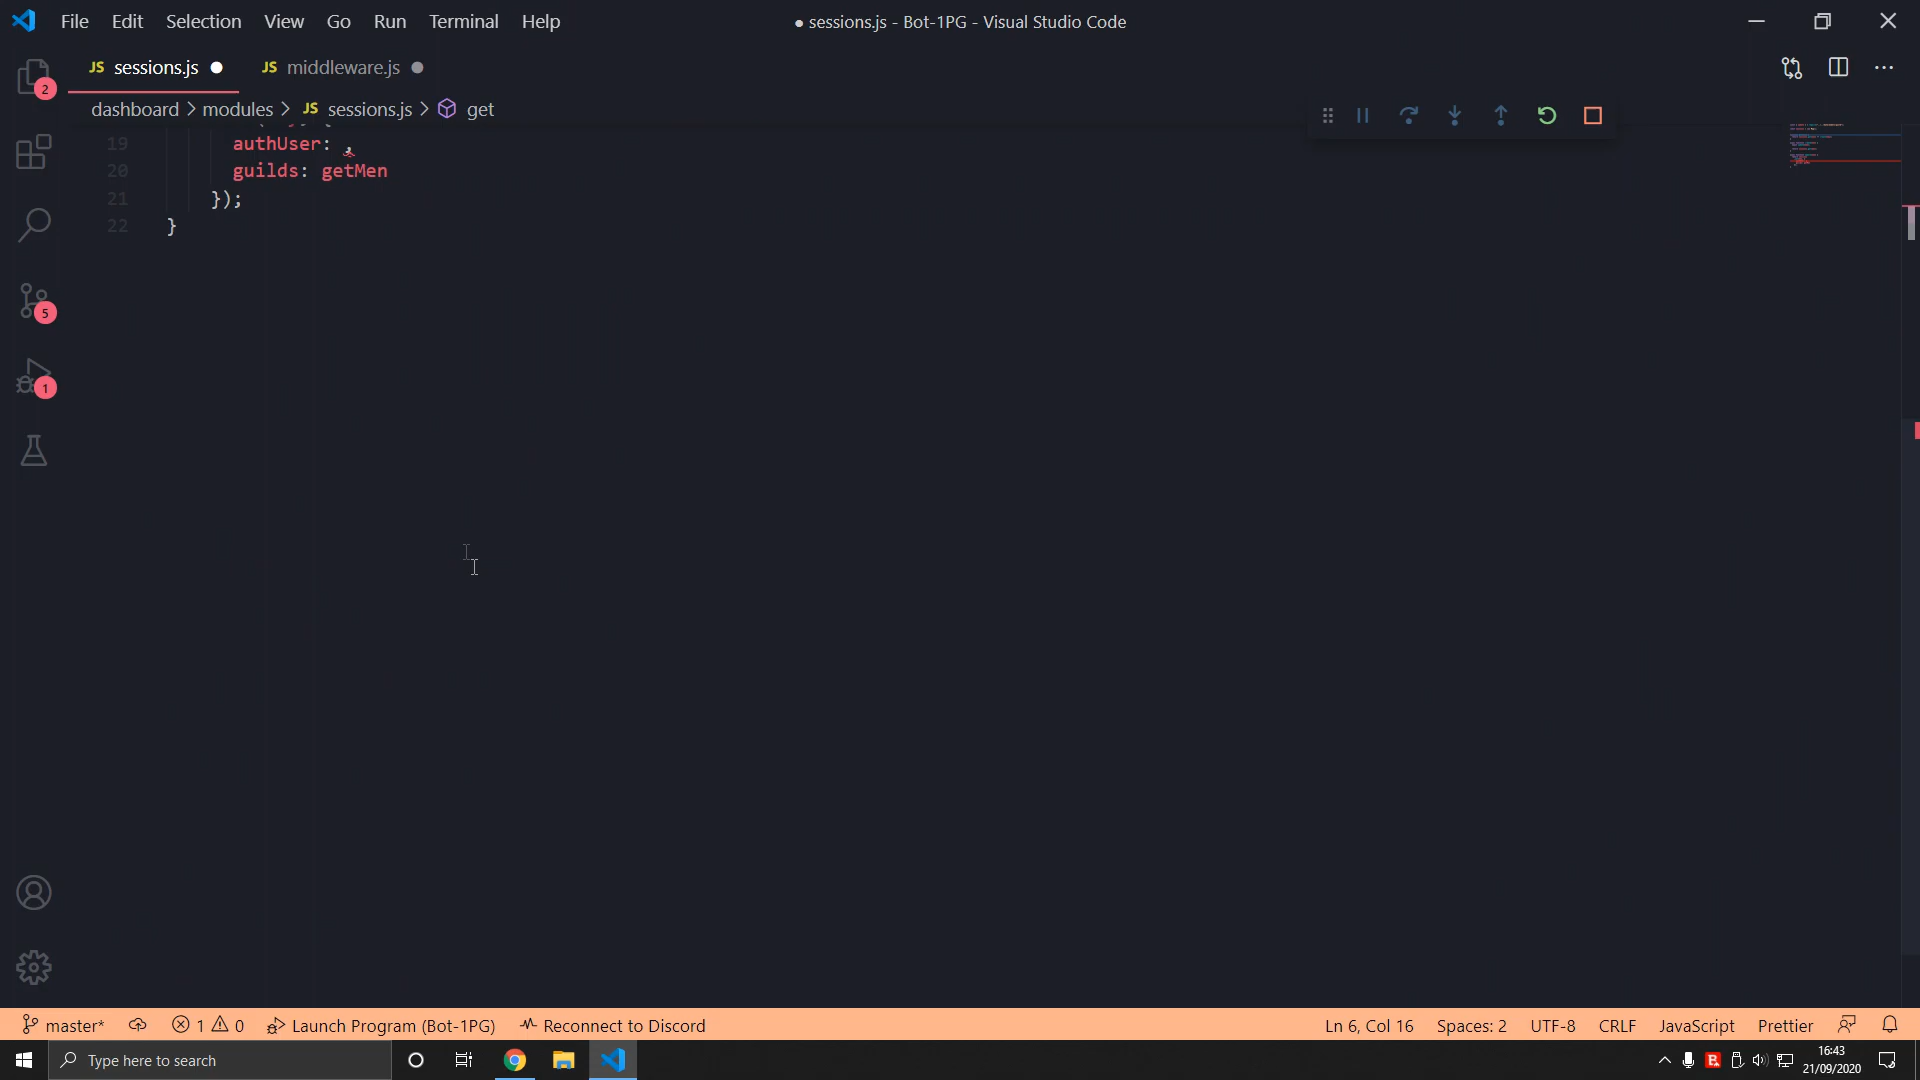 File Edit Selection View Go Run Terminal Help
● sessions.js - Bot-1PG - Visual Studio Code
JS sessions.js ●
JS middleware.js ●
dashboard > modules > JS sessions.js > get
19 authUser: ,
20 guilds: getMen
21 });
22 }
2
5
1
master*
1 0
Launch Program (Bot-1PG)
Reconnect to Discord
Ln 6, Col 16
Spaces: 2
UTF-8
CRLF
JavaScript
Prettier
Type here to search
16:43
21/09/2020